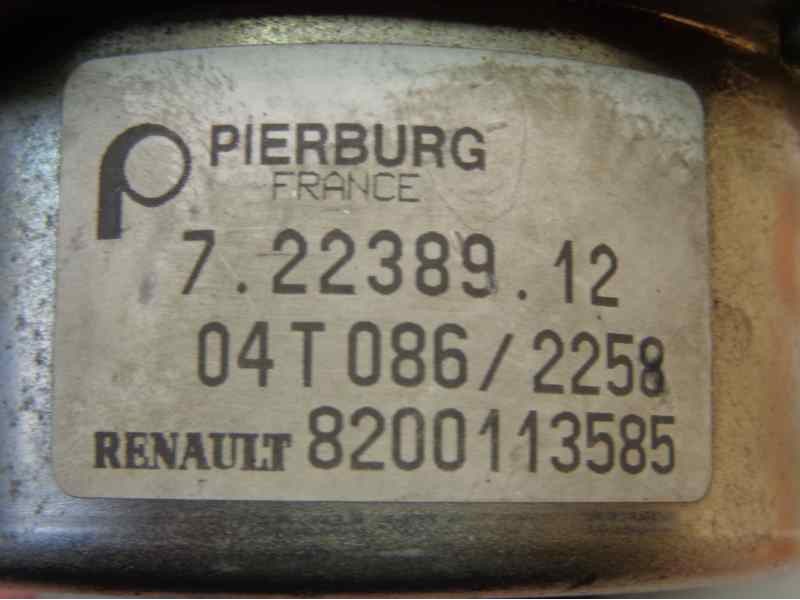 PIERBURG
FRANCE
7.22389.12
04T086/2258
RENAULT 8200113585